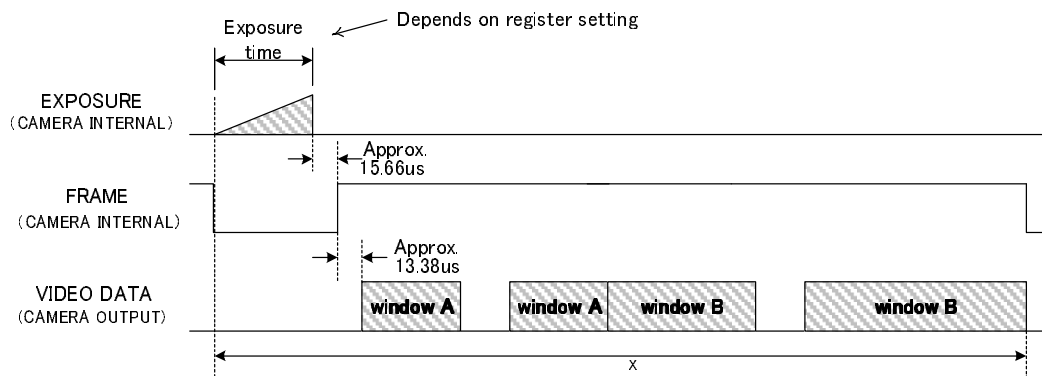 Exposure
time
Depends on register setting
EXPOSURE
(CAMERA INTERNAL)
Approx.
15.66us
FRAME
(CAMERA INTERNAL)
Approx.
13.38us
VIDEO DATA
(CAMERA OUTPUT)
window A
window A
window B
window B
x